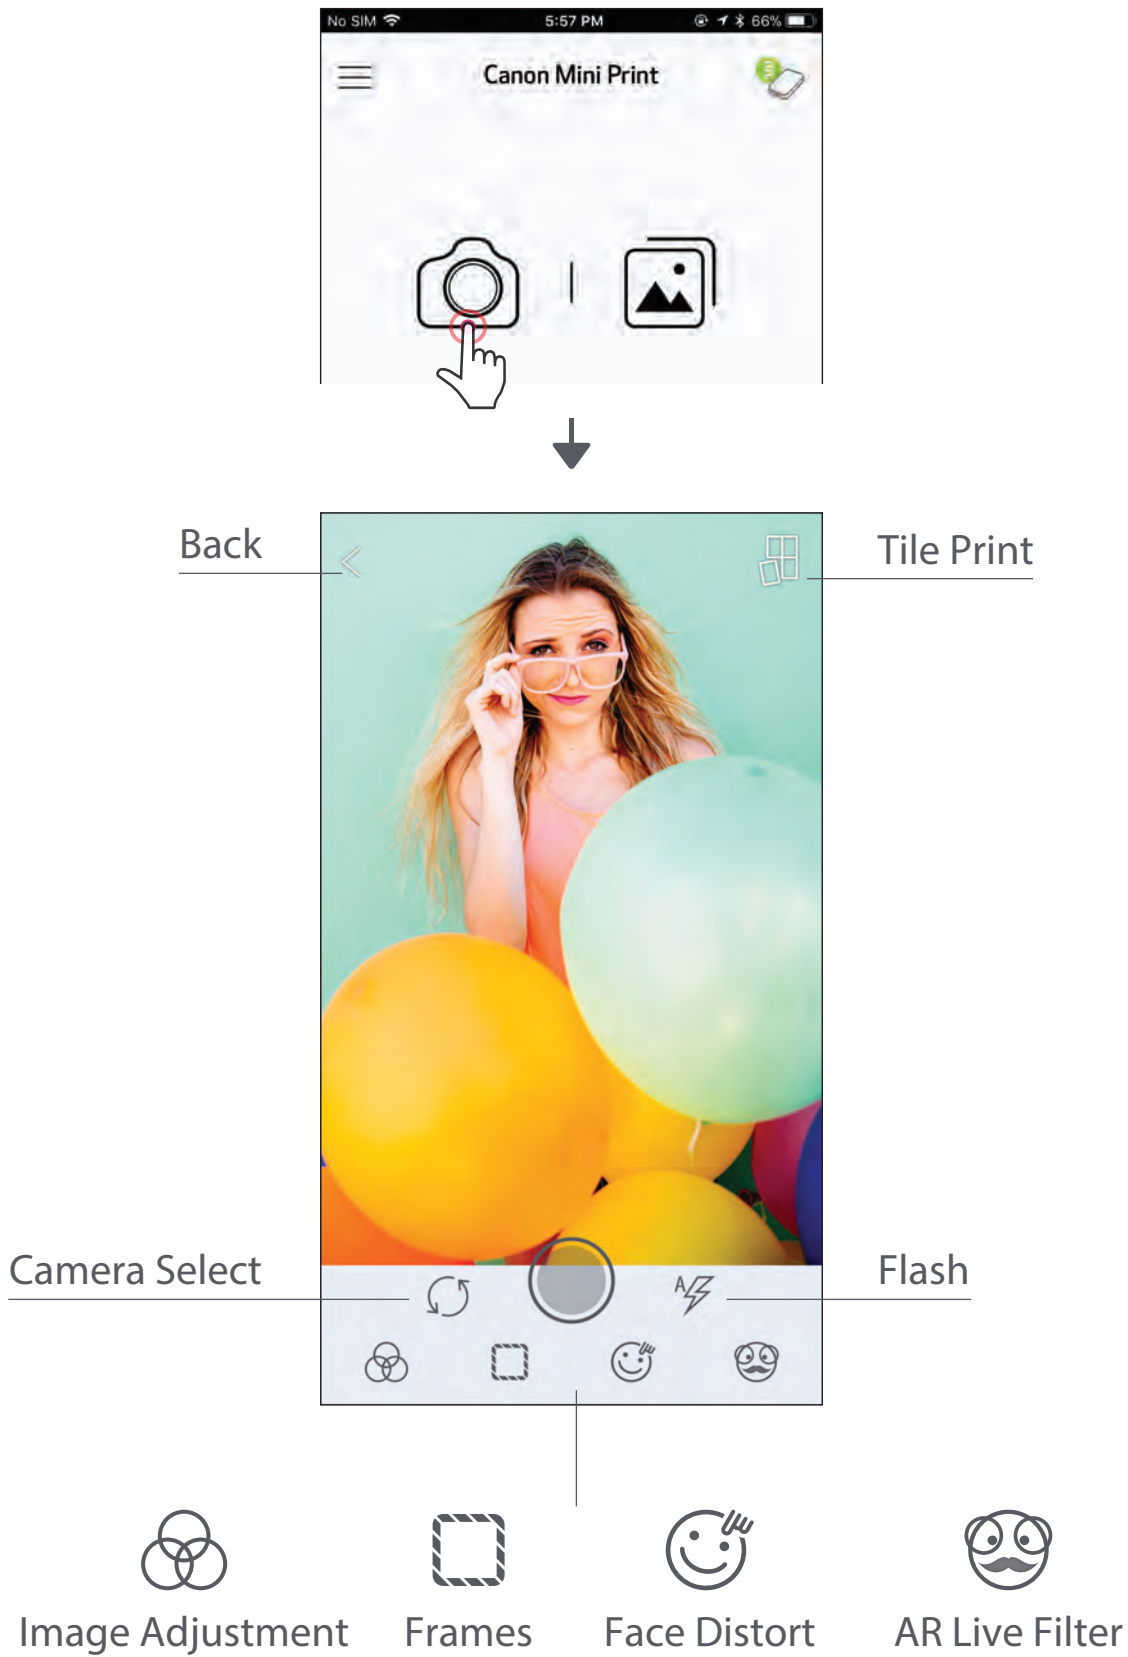 No SIM 5:57 PM 66%
Canon Mini Print
Back
Tile Print
Camera Select
Flash
A
Image Adjustment
Frames
Face Distort
AR Live Filter